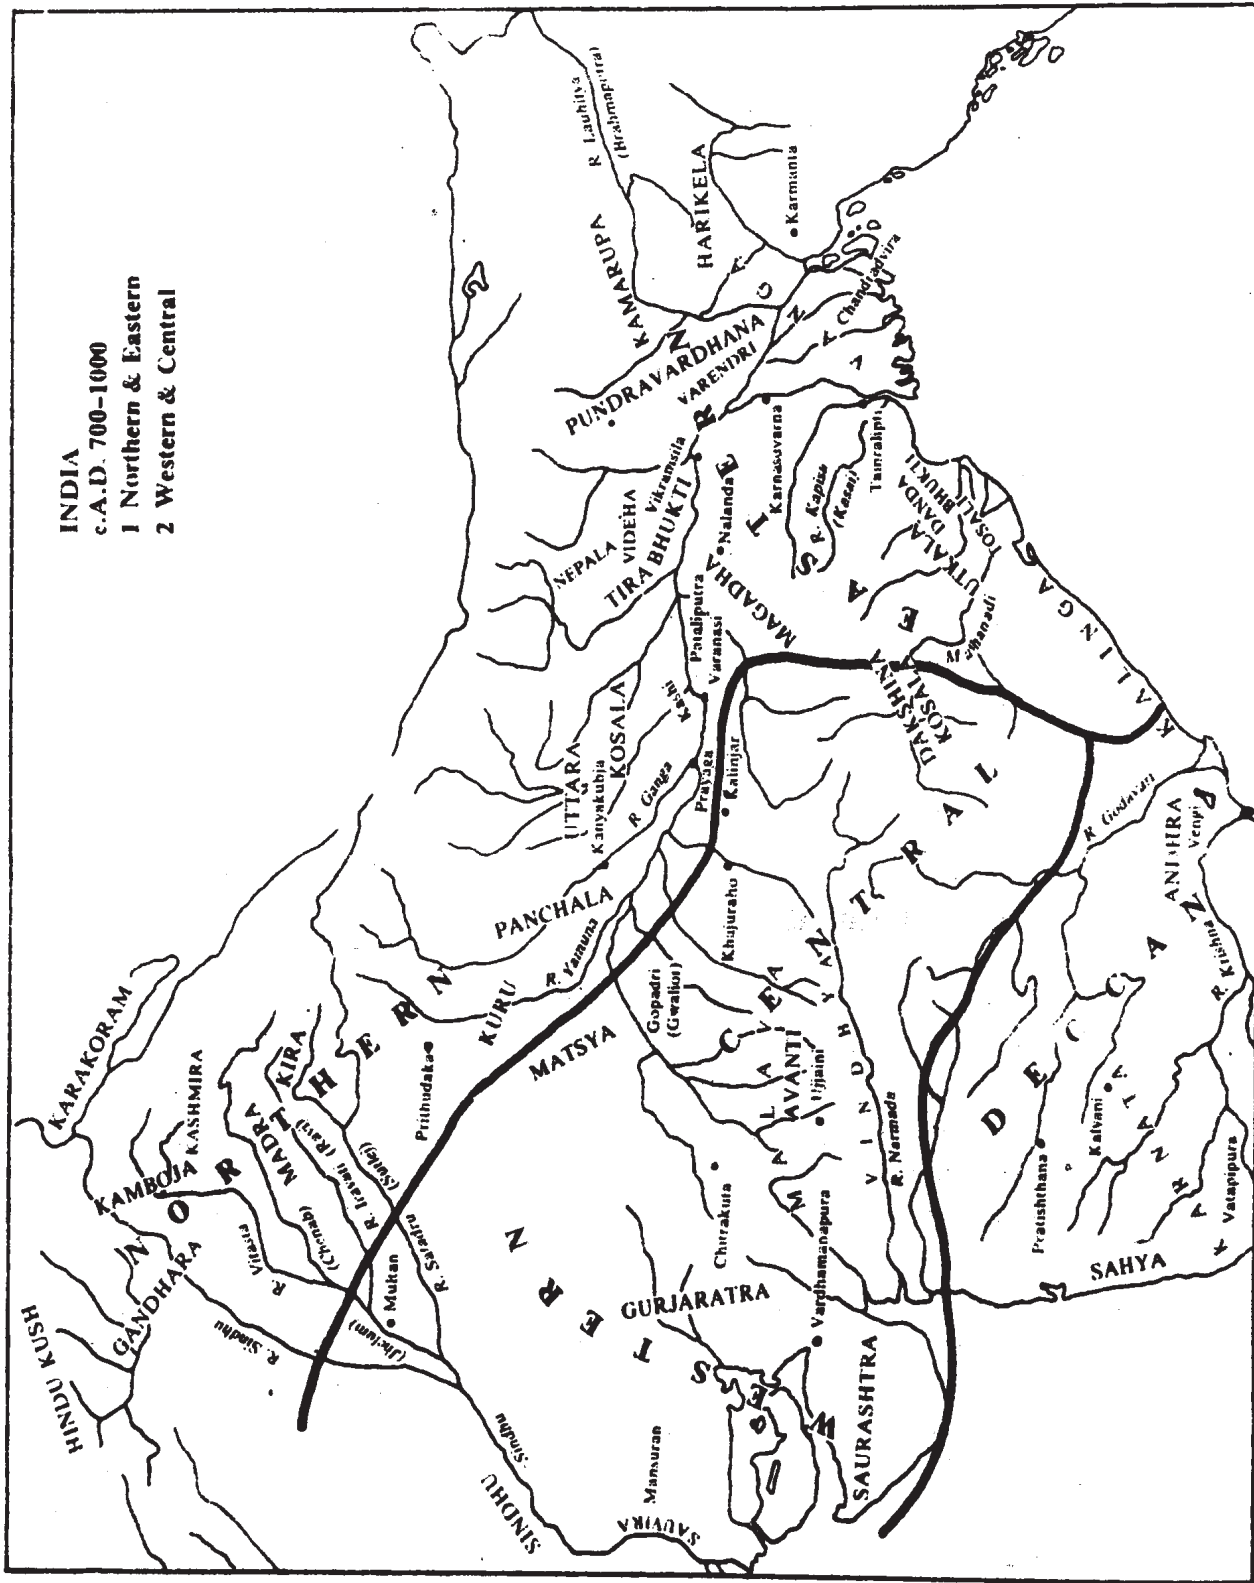 INDIA
c.A.D. 700-1000
1 Northern & Eastern
2 Western & Central
KARAKORAM
HINDU KUSH
KAMBOJA
KASHMIRA
GANDHARA
NORTHERN
MADRA
KIRA
R. Sindhu
R. Vitasta
(Jhelum)
(Chenab)
R. Iravati (Ravi)
R. Satadru
(Sutlej)
Multan
Prithudaka
KURU
PANCHALA
R. Yamuna
MATSYA
UTTARA
KOSALA
Kanyakubja
R Ganga
Kashi
Prayaga
Varanasi
Pataliputra
NEPALA
VIDEHA
TIRABHUKTI
Vikramsila
Nalanda
MAGADHA
PUNDRAVARDHANA
VARENDRI
KAMARUPA
R Lauhitya
(Brahmaputra)
HARIKELA
Karmanta
VANGA
Chandradvipa
EASTERN
Karnasuvarna
R. Kapisa
(Kasai)
Tamralipti
DANDA
BHUKTI
UTKALA
TOSALI
KALINGA
Mahanadi
DAKSHINA
KOSALA
SINDHU
Sindhu
SAUVIRA
Mansuran
WESTERN
GURJARATRA
SAURASHTRA
Vardhamanapura
Chitrakuta
MALAVA
AVANTI
Ujjaini
Gopadri
(Gwalior)
Khajuraho
Kalinjar
CENTRAL
VINDHYA
R. Narmada
DECCAN
Pratishthana
Kalyani
KARNATA
Vatapipura
SAHYA
R. Godavari
ANDHRA
Vengi
R. Krishna